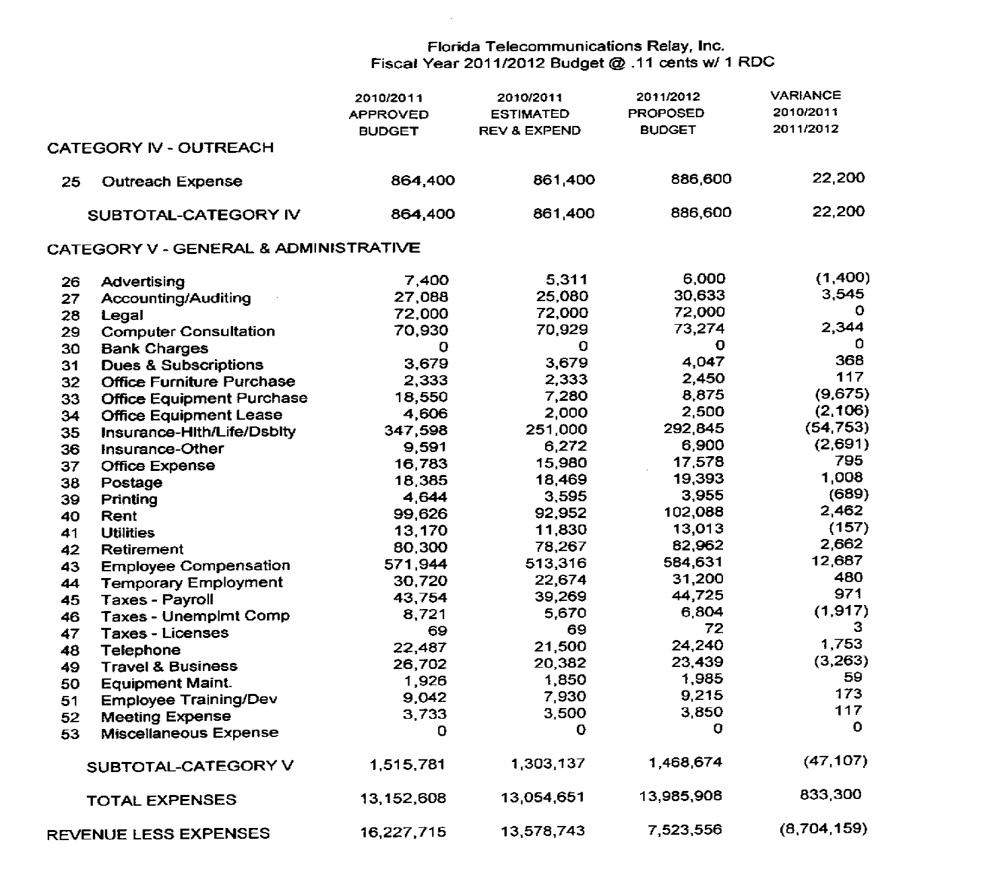 Florida Telecommunications Relay, Inc.
Fiscal Year 2011/2012 Budget @ .11 cents w/ 1 RDC
2010/2011 2010/2011 2011/2012 VARIANCE
APPROVED ESTIMATED PROPOSED 2010/2011
BUDGET REV & EXPEND BUDGET 2011/2012
CATEGORY IV - OUTREACH
25 Outreach Expense 864,400 861,400 886,600 22,200
SUBTOTAL-CATEGORY IV 864,400 861,400 886,600 22,200
CATEGORY V - GENERAL & ADMINISTRATIVE
26 Advertising 7,400 5,311 6,000 (1,400)
27 Accounting/Auditing 27,088 25,080 30,633 3,545
28 Legal 72,000 72,000 72,000 0
29 Computer Consultation 70,930 70,929 73,274 2,344
30 Bank Charges 0 0 0 0
31 Dues & Subscriptions 3,679 3,679 4,047 368
32 Office Furniture Purchase 2,333 2,333 2,450 117
33 Office Equipment Purchase 18,550 7,280 8,875 (9,675)
34 Office Equipment Lease 4,606 2,000 2,500 (2,106)
35 Insurance-Hlth/Life/Dsblty 347,598 251,000 292,845 (54,753)
36 Insurance-Other 9,591 6,272 6,900 (2,691)
37 Office Expense 16,783 15,980 17,578 795
38 Postage 18,385 18,469 19,393 1,008
39 Printing 4,644 3,595 3,955 (689)
40 Rent 99,626 92,952 102,088 2,462
41 Utilities 13,170 11,830 13,013 (157)
42 Retirement 80,300 78,267 82,962 2,662
43 Employee Compensation 571,944 513,316 584,631 12,687
44 Temporary Employment 30,720 22,674 31,200 480
45 Taxes - Payroll 43,754 39,269 44,725 971
46 Taxes - Unemplmt Comp 8,721 5,670 6,804 (1,917)
47 Taxes - Licenses 69 69 72 3
48 Telephone 22,487 21,500 24,240 1,753
49 Travel & Business 26,702 20,382 23,439 (3,263)
50 Equipment Maint. 1,926 1,850 1,985 59
51 Employee Training/Dev 9,042 7,930 9,215 173
52 Meeting Expense 3,733 3,500 3,850 117
53 Miscellaneous Expense 0 0 0 0
SUBTOTAL-CATEGORY V 1,515,781 1,303,137 1,468,674 (47,107)
TOTAL EXPENSES 13,152,608 13,054,651 13,985,908 833,300
REVENUE LESS EXPENSES 16,227,715 13,578,743 7,523,556 (8,704,159)